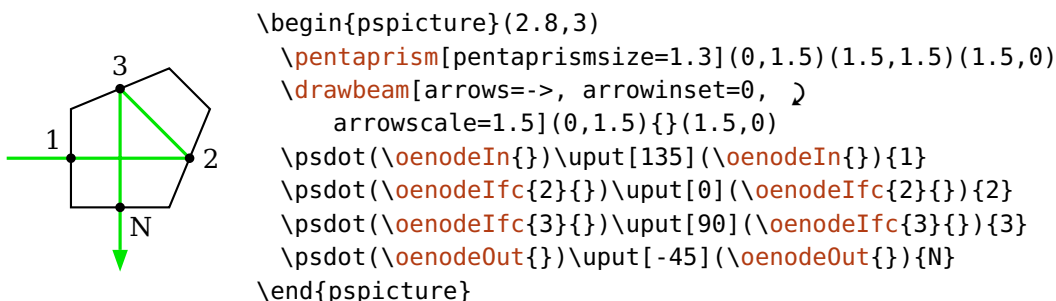 \begin{pspicture}(2.8,3)
\pentaprism[pentaprismsize=1.3](0,1.5)(1.5,1.5)(1.5,0)
\drawbeam[arrows=->, arrowinset=0,
arrowscale=1.5](0,1.5){}(1.5,0)
\psdot(\oenodeIn{})\uput[135](\oenodeIn{}){1}
\psdot(\oenodeIfc{2}{})\uput[0](\oenodeIfc{2}{}){2}
\psdot(\oenodeIfc{3}{})\uput[90](\oenodeIfc{3}{}){3}
\psdot(\oenodeOut{})\uput[-45](\oenodeOut{}){N}
\end{pspicture}
3
1
2
N